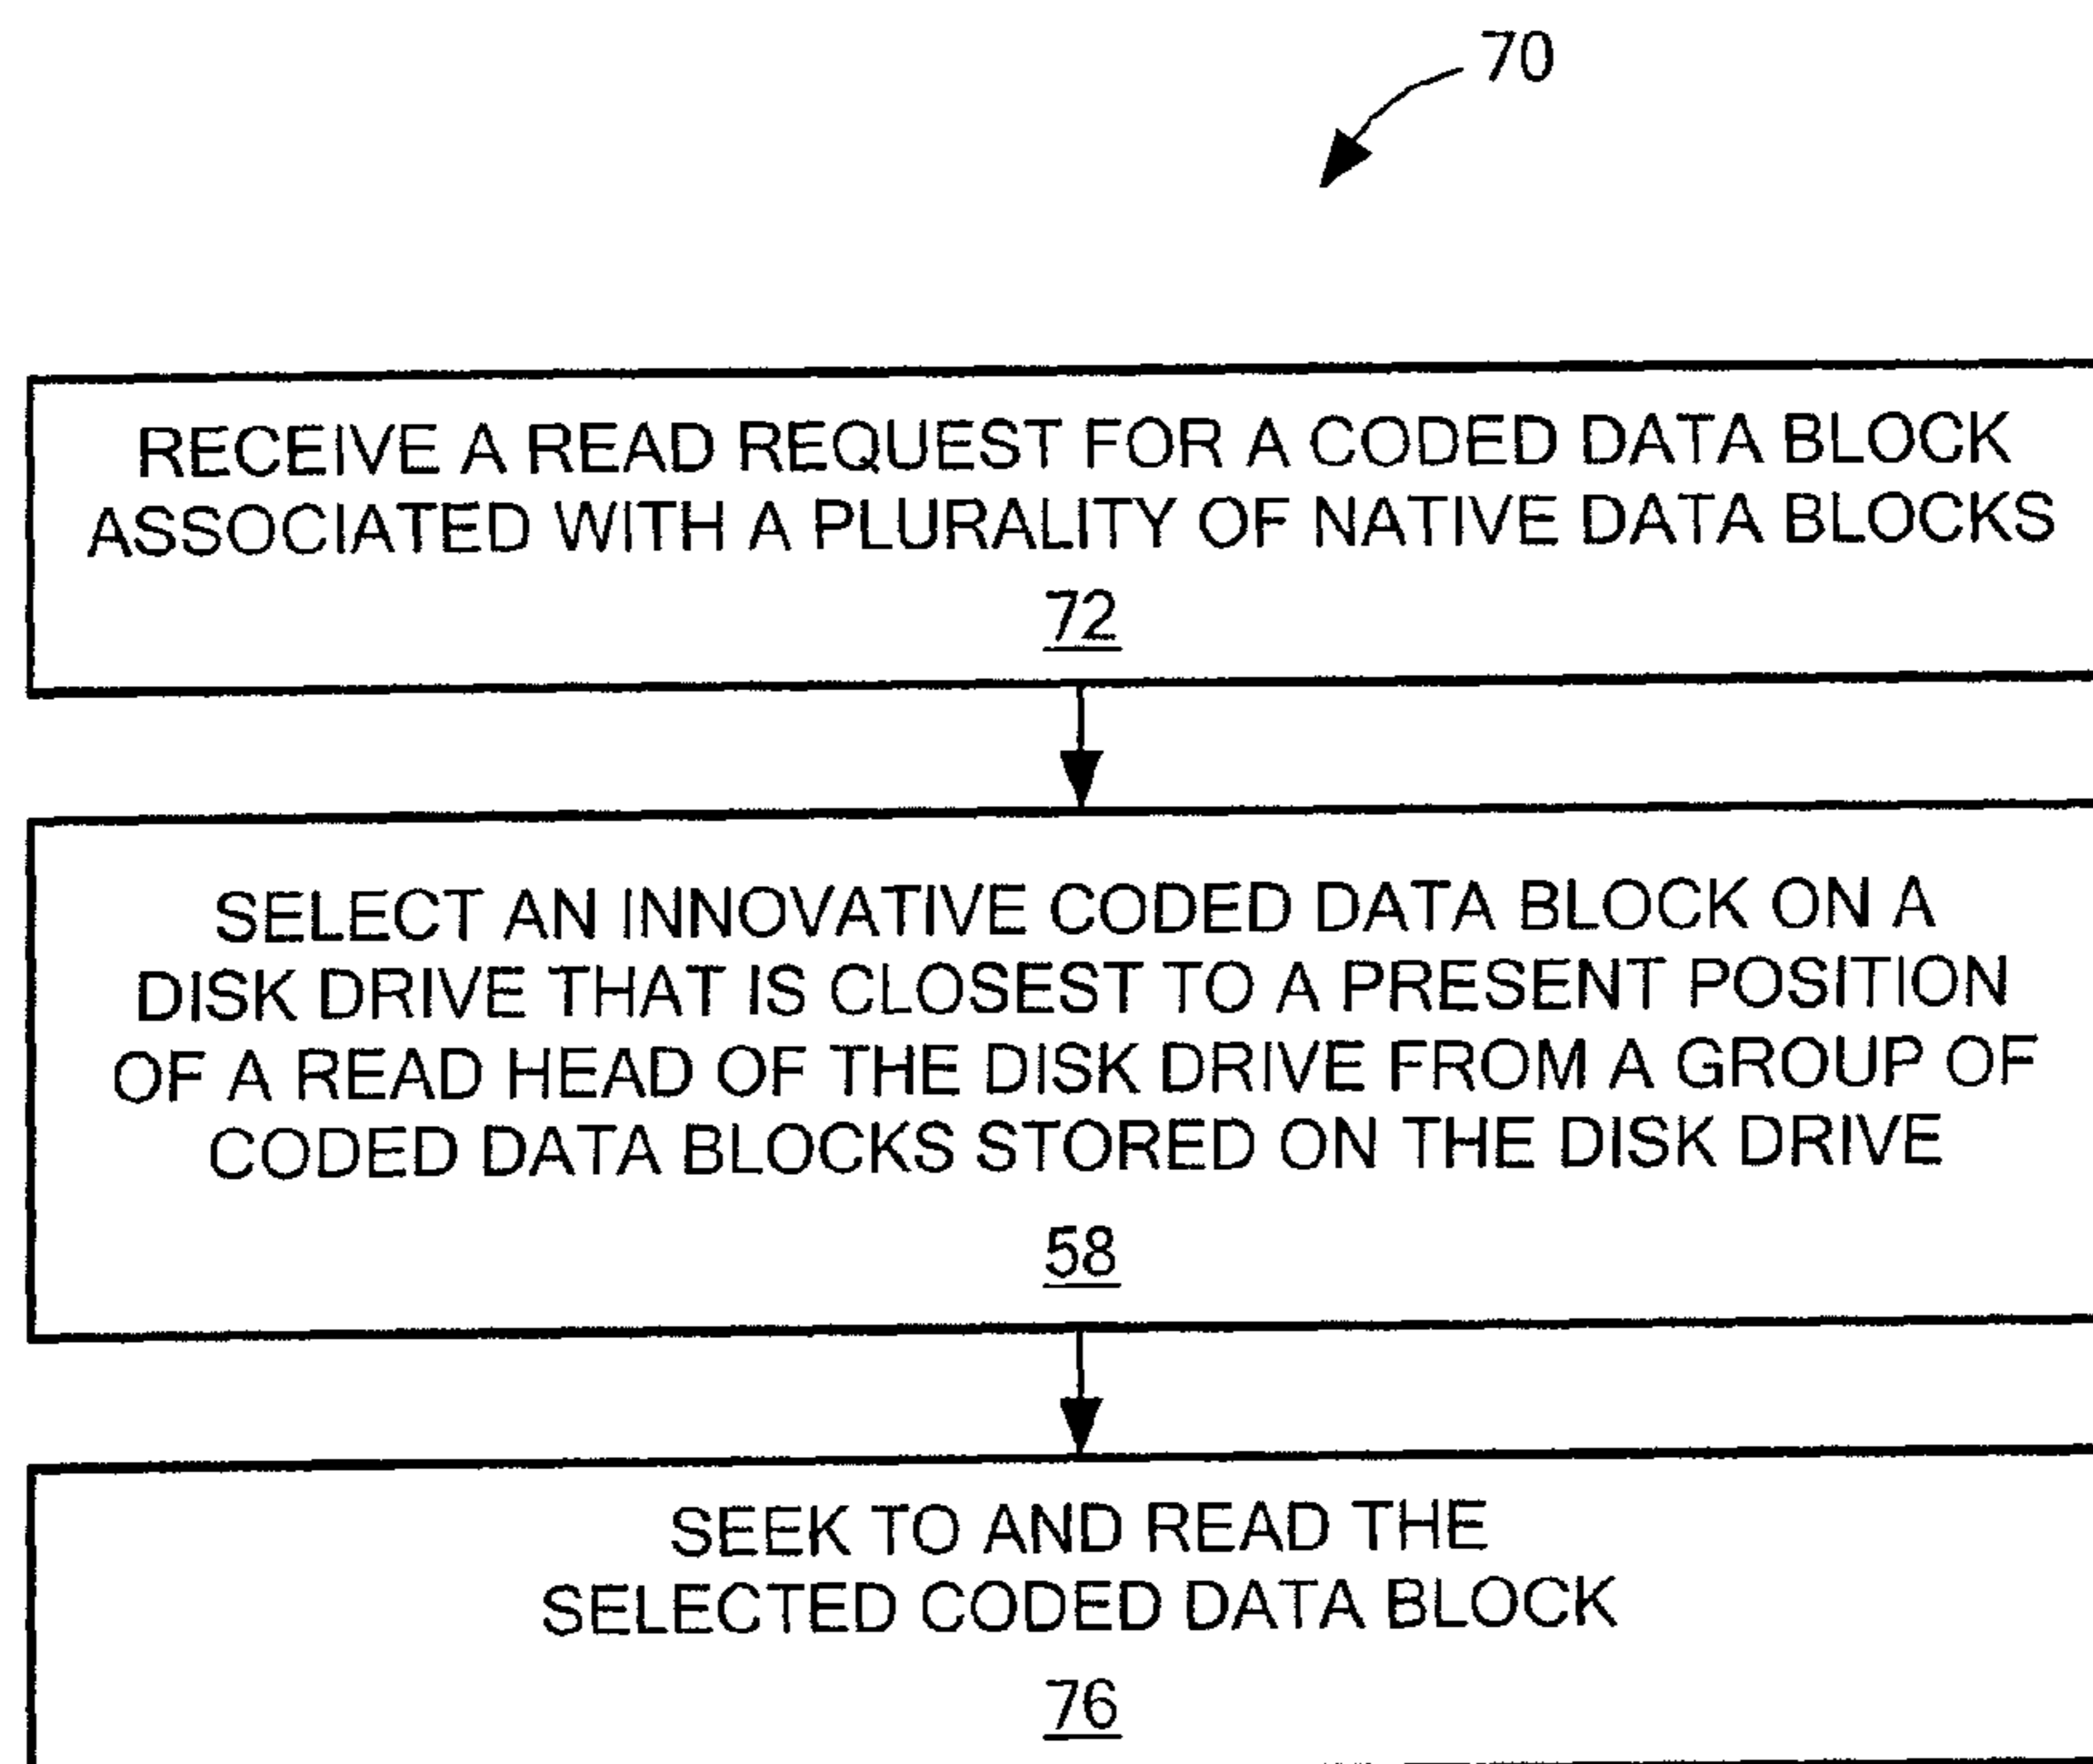 70
RECEIVE A READ REQUEST FOR A CODED DATA BLOCK
ASSOCIATED WITH A PLURALITY OF NATIVE DATA BLOCKS
72
SELECT AN INNOVATIVE CODED DATA BLOCK ON A
DISK DRIVE THAT IS CLOSEST TO A PRESENT POSITION
OF A READ HEAD OF THE DISK DRIVE FROM A GROUP OF
CODED DATA BLOCKS STORED ON THE DISK DRIVE
58
SEEK TO AND READ THE
SELECTED CODED DATA BLOCK
76